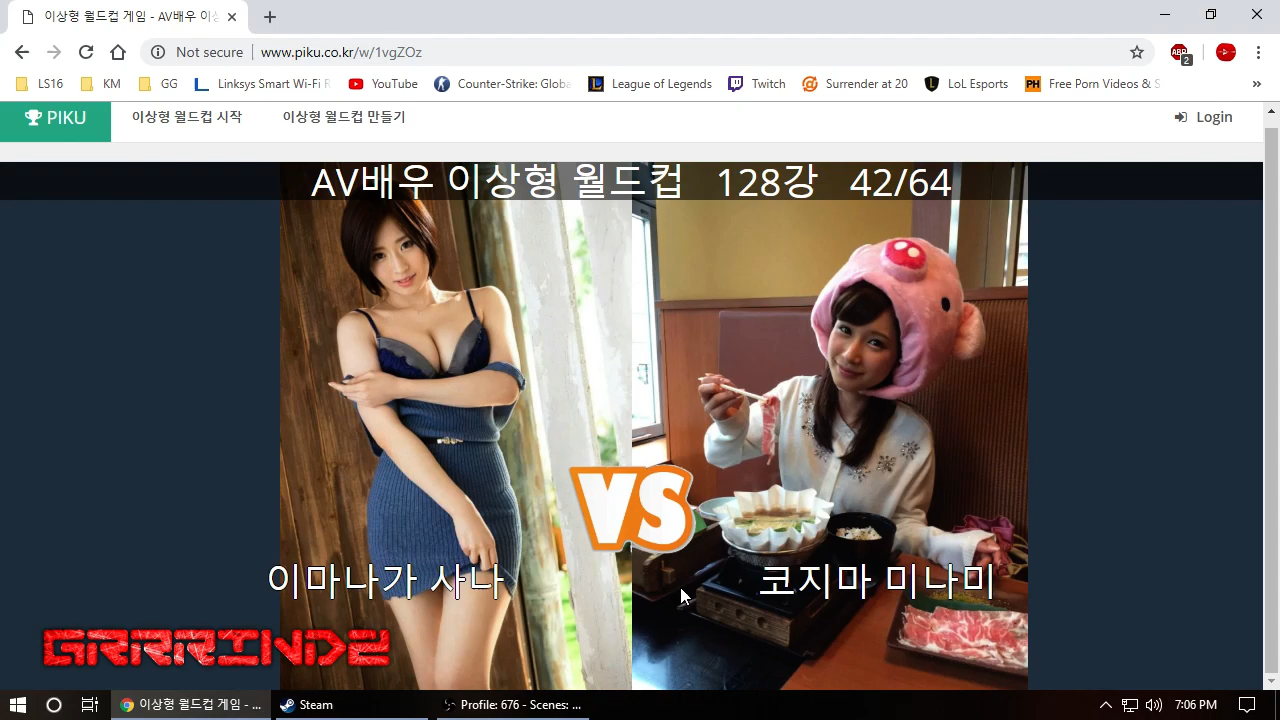 이상형 월드컵 게임 - AV배우 이상
Not secure
www.piku.co.kr/w/1vgZOz
ABP
2
LS16
KM
GG
Linksys Smart Wi-Fi R
YouTube
Counter-Strike: Globa
League of Legends
Twitch
Surrender at 20
LoL Esports
PH
Free Porn Videos & S
»
PIKU
이상형 월드컵 시작
이상형 월드컵 만들기
Login
AV배우 이상형 월드컵 128강 42/64
VS
이마나가 사나
코지마 미나미
GRRRINDZ
이상형 월드컵 게임 - ...
Steam
Profile: 676 - Scenes: ...
7:06 PM